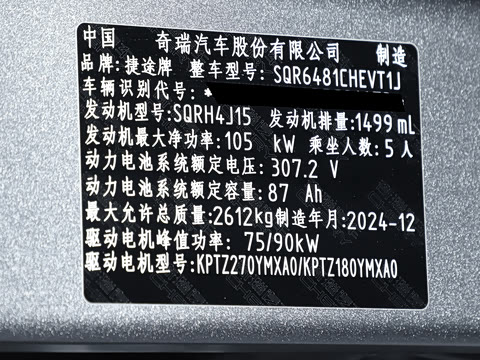 中国 奇瑞汽车股份有限公司 制造
品牌:捷途牌 整车型号:SQR6481CHEVT1J
车辆识别代号:*
发动机型号:SQRH4J15 发动机排量:1499 mL
发动机最大净功率:105 kW 乘坐人数:5 人
动力电池系统额定电压:307.2 V
动力电池系统额定容量:87 Ah
最大允许总质量:2612kg制造年月:2024-12
驱动电机峰值功率: 75/90kW
驱动电机型号:KPTZ270YMXA0/KPTZ180YMXA0